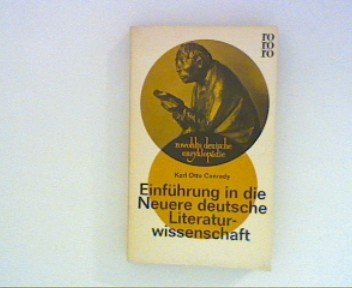 ro
ro
ro
rowohlts deutsche
enzyklopädie
Karl Otto Conrady
Einführung in die
Neuere deutsche
Literatur-
wissenschaft